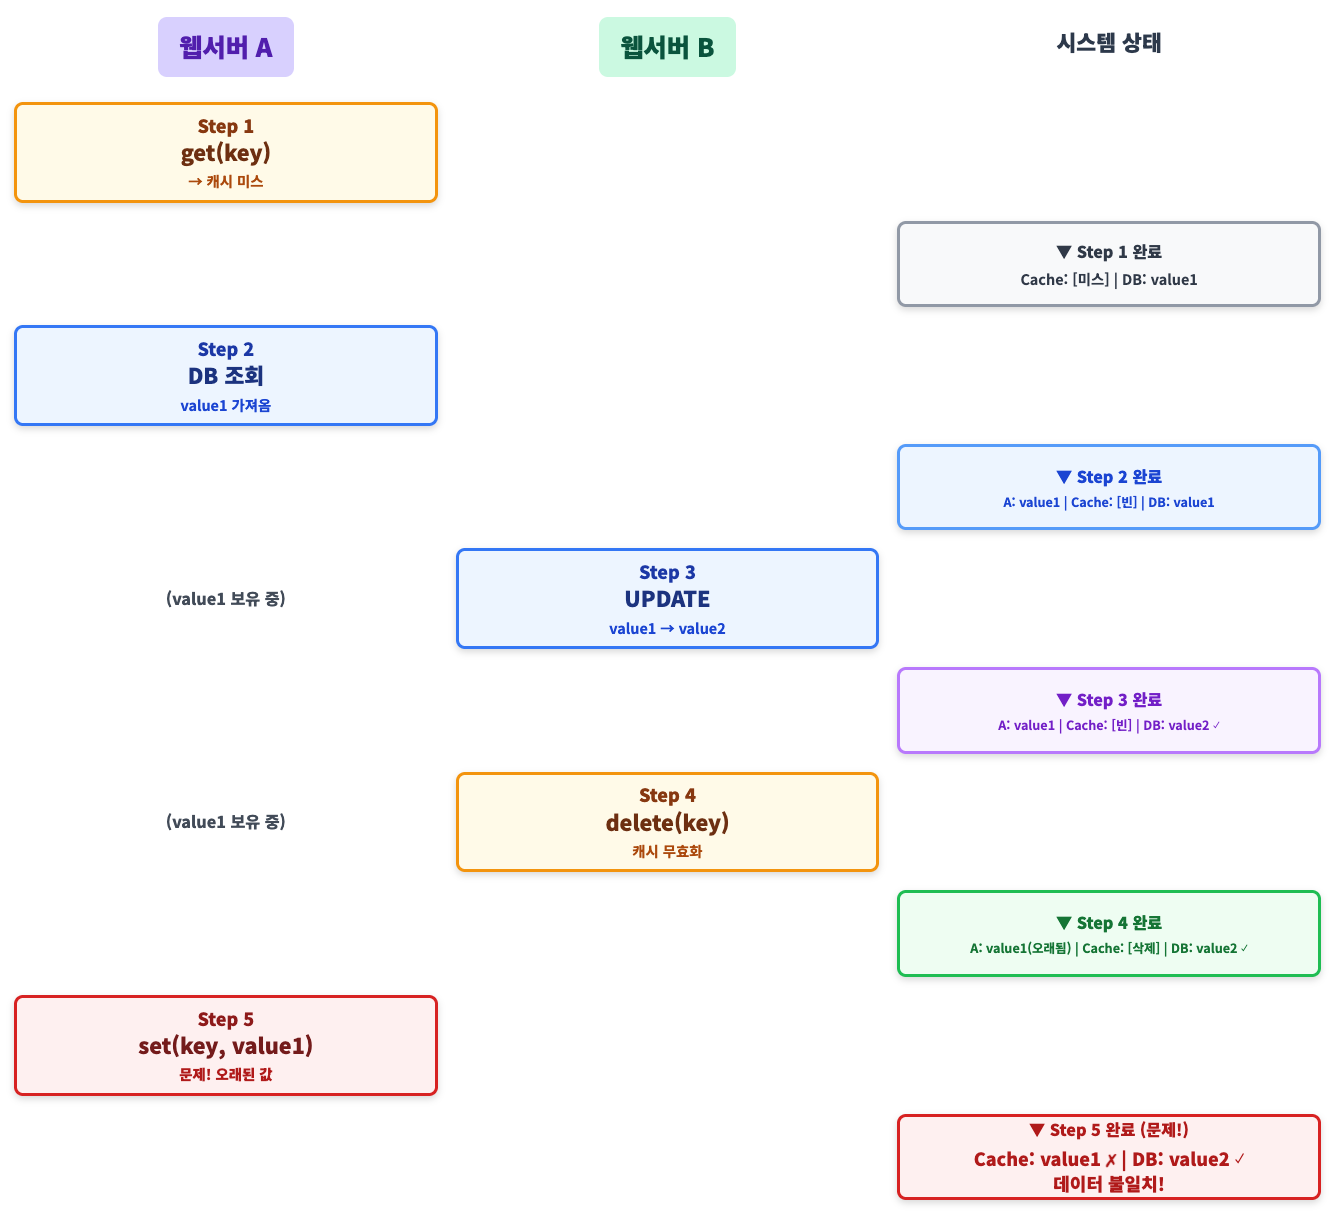 웹서버 A
웹서버 B
시스템 상태
Step 1
get(key)
→ 캐시 미스
▼ Step 1 완료
Cache: [미스] | DB: value1
Step 2
DB 조회
value1 가져옴
▼ Step 2 완료
A: value1 | Cache: [빈] | DB: value1
(value1 보유 중)
Step 3
UPDATE
value1 → value2
▼ Step 3 완료
A: value1 | Cache: [빈] | DB: value2 ✓
(value1 보유 중)
Step 4
delete(key)
캐시 무효화
▼ Step 4 완료
A: value1(오래됨) | Cache: [삭제] | DB: value2 ✓
Step 5
set(key, value1)
문제! 오래된 값
▼ Step 5 완료 (문제!)
Cache: value1 ✗ | DB: value2 ✓
데이터 불일치!